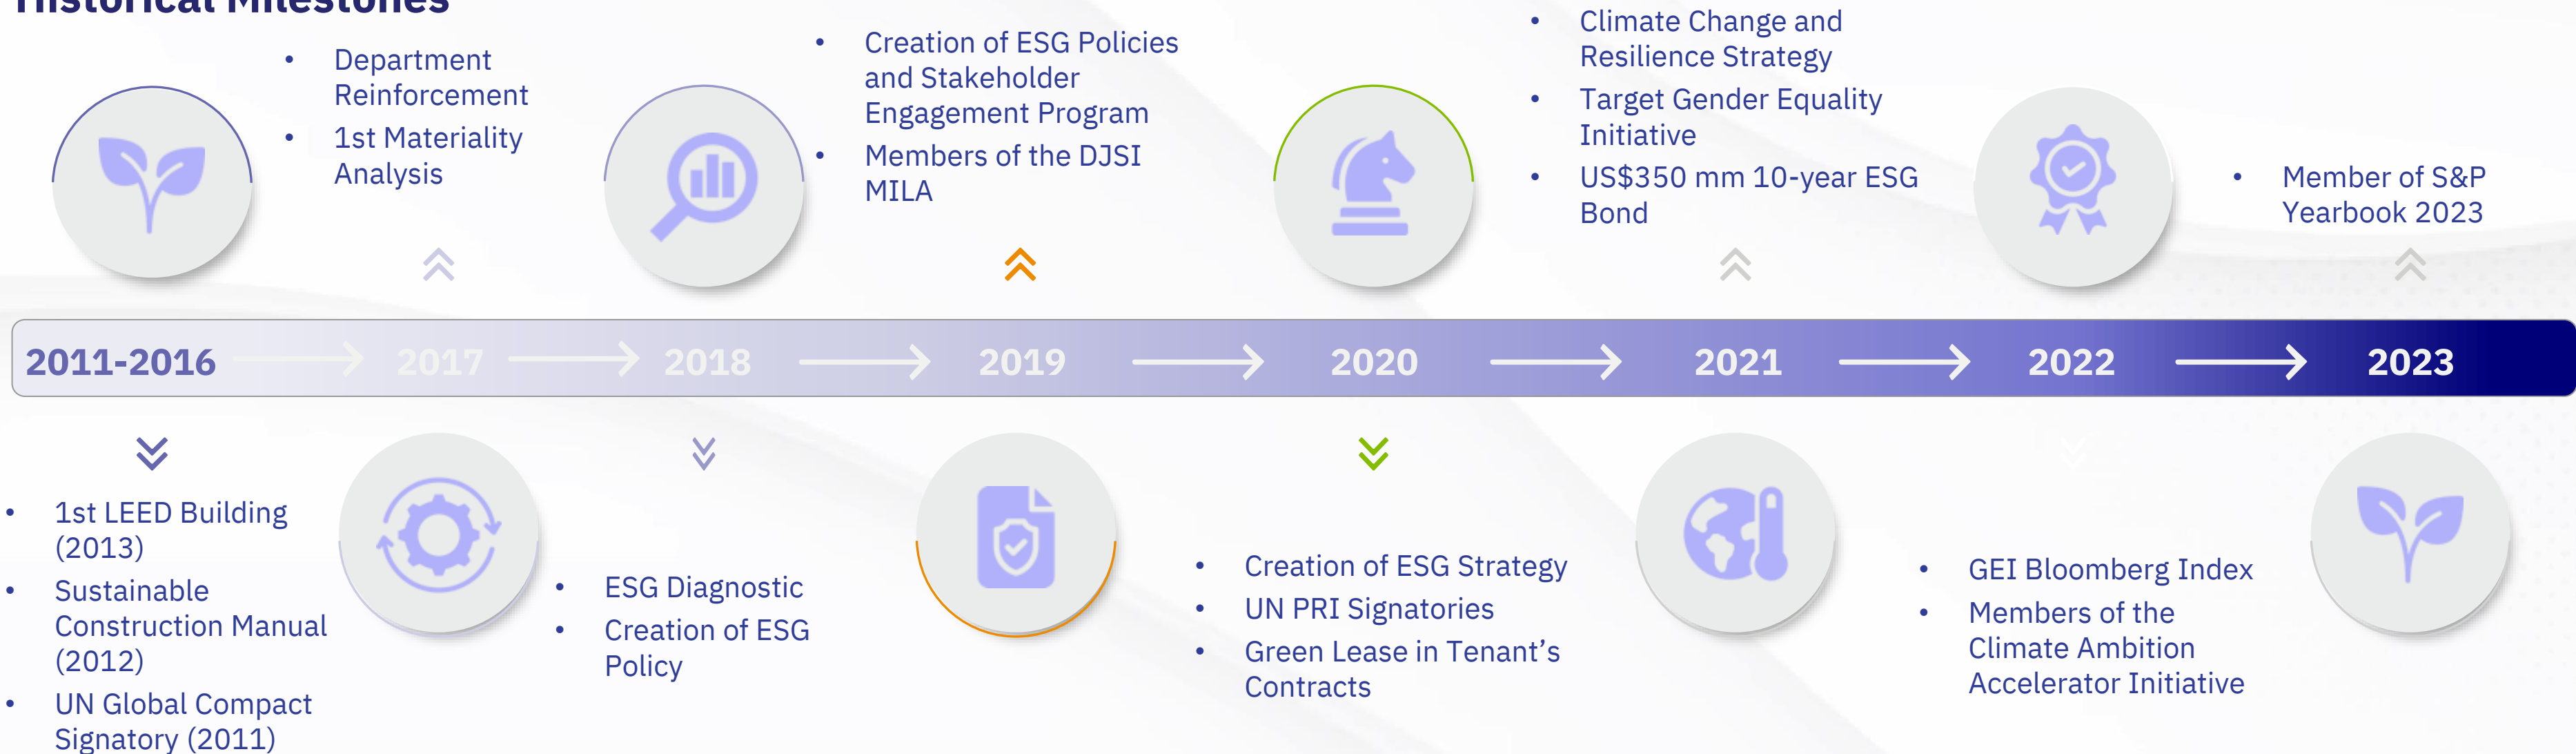 Historical Milestones
• Department
Reinforcement
• 1st Materiality
Analysis
• Creation of ESG Policies
and Stakeholder
Engagement Program
• Members of the DJSI
MILA
• Climate Change and
Resilience Strategy
• Target Gender Equality
Initiative
• US$350 mm 10-year ESG
Bond
• Member of S&P
Yearbook 2023
2011-2016 2017 2018 2019 2020 2021 2022 2023
• 1st LEED Building
(2013)
• Sustainable
Construction Manual
(2012)
• UN Global Compact
Signatory (2011)
• ESG Diagnostic
• Creation of ESG
Policy
• Creation of ESG Strategy
• UN PRI Signatories
• Green Lease in Tenant’s
Contracts
• GEI Bloomberg Index
• Members of the
Climate Ambition
Accelerator Initiative